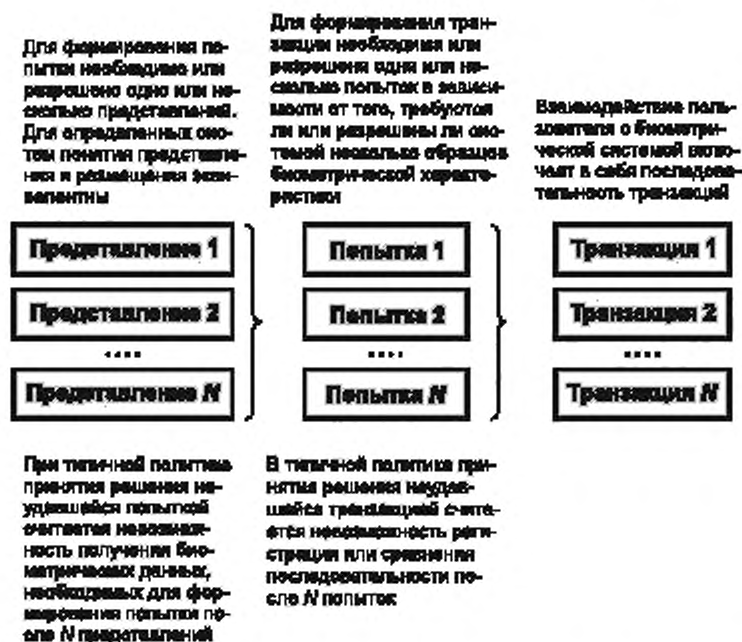 Для формирования по-
пытки необходимо или
разрешено одно или не-
сколько представлений.
Для определенных сис-
тем понятия представле-
ния и размещения экви-
валентны
Для формирования тран-
закции необходима или
разрешена одна или не-
сколько попыток в зависи-
мости от того, требуются
ли или разрешены ли сис-
темой несколько образцов
биометрической характе-
ристики
Взаимодействие поль-
зователя с биометри-
ческой системой вклю-
чает в себя последова-
тельность транзакций
Представление 1
Представление 2
....
Представление N
Попытка 1
Попытка 2
....
Попытка N
Транзакция 1
Транзакция 2
....
Транзакция N
При типичной политике
принятия решения не-
удавшейся попыткой
считается невозмож-
ность получения био-
метрических данных,
необходимых для фор-
мирования попытки по-
сле N представлений
В типичной политике при-
нятия решения неудав-
шейся транзакцией счита-
ется невозможность реги-
страции или сравнения
последовательности по-
сле N попыток